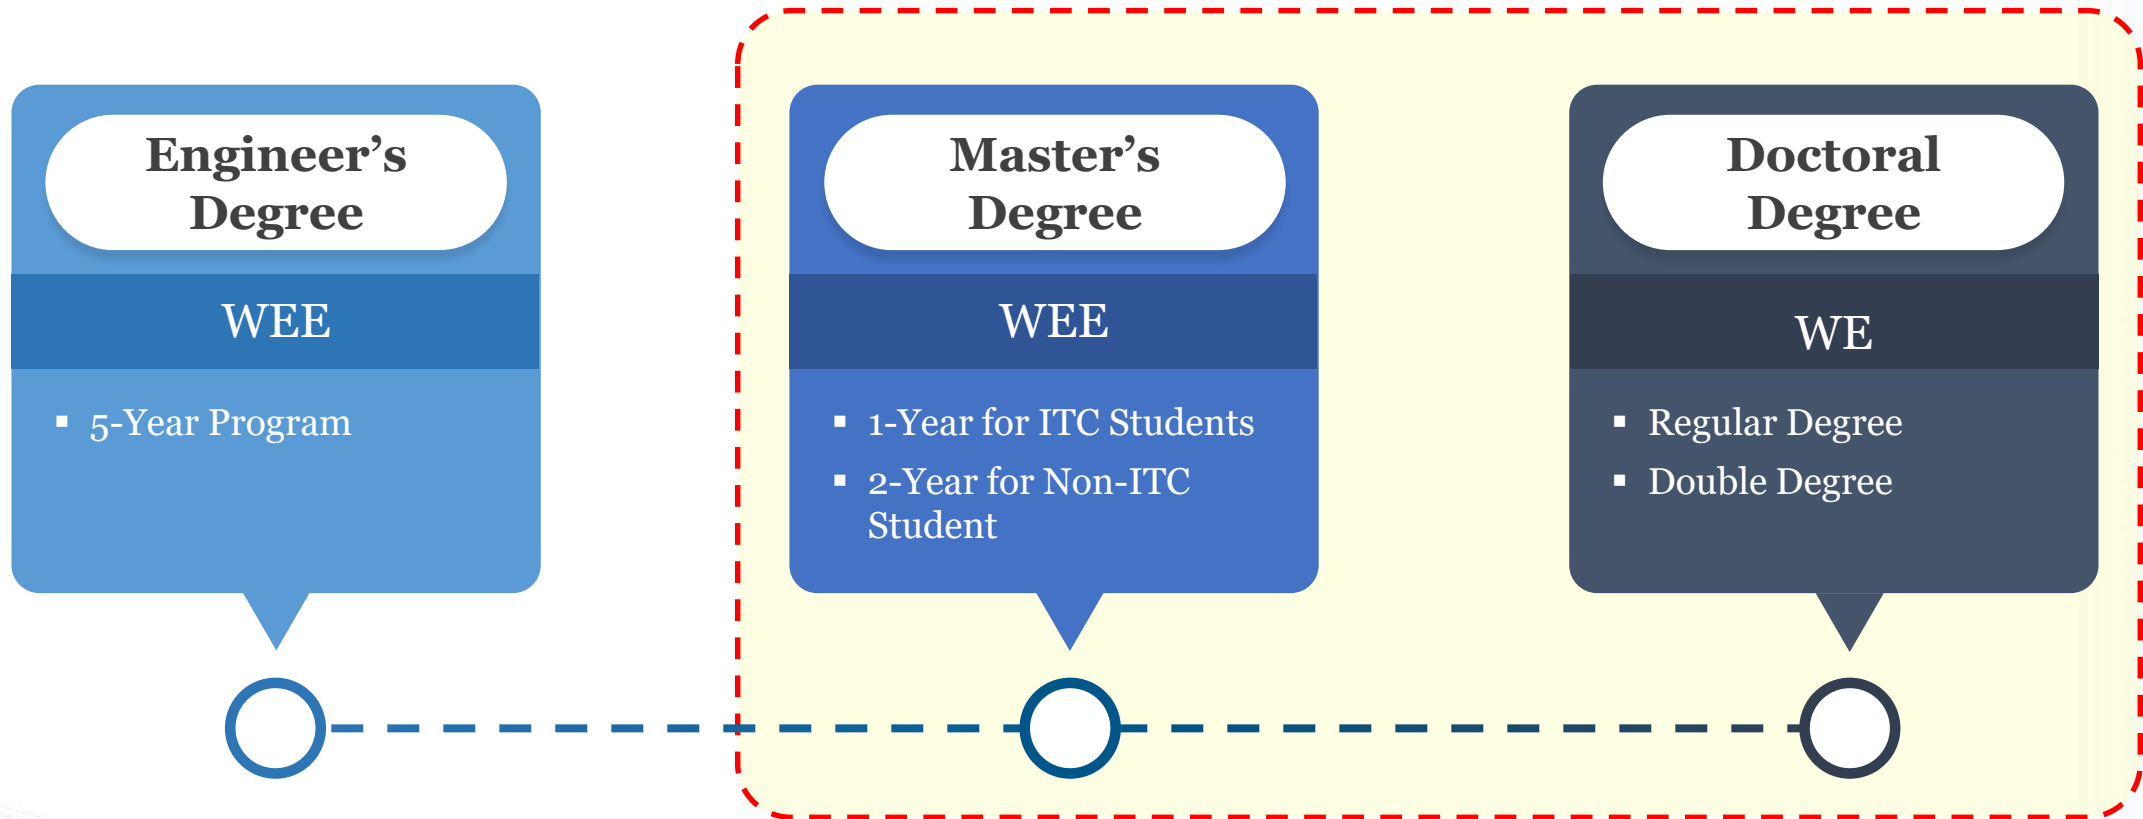 Engineer’s
Degree
WEE
▪ 5-Year Program
Master’s
Degree
WEE
▪ 1-Year for ITC Students
▪ 2-Year for Non-ITC
Student
Doctoral
Degree
WE
▪ Regular Degree
▪ Double Degree